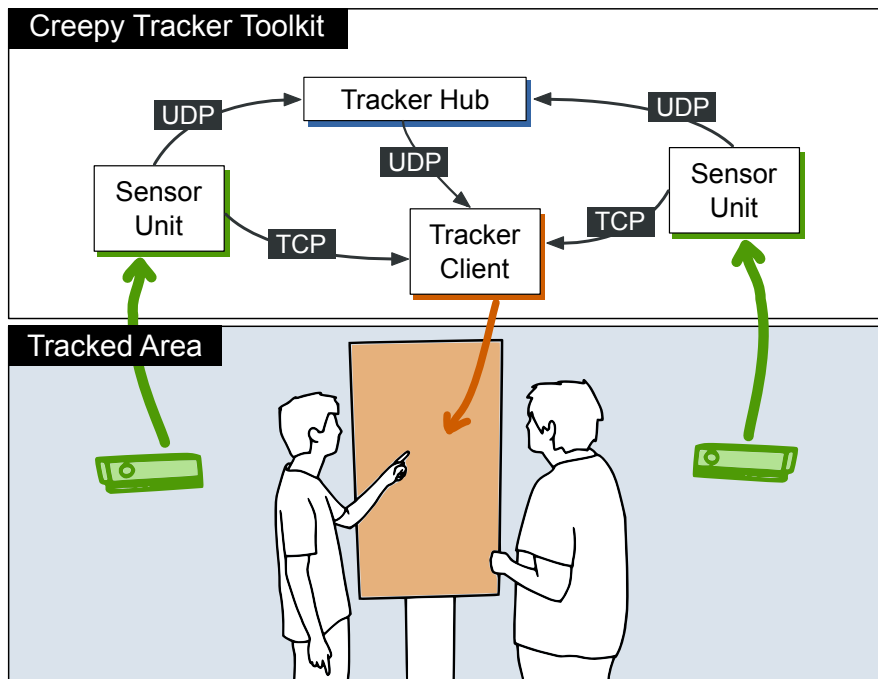 Creepy Tracker Toolkit
UDP
Tracker Hub
UDP
UDP
Sensor
Unit
Sensor
Unit
TCP
Tracker
Client
TCP
Tracked Area